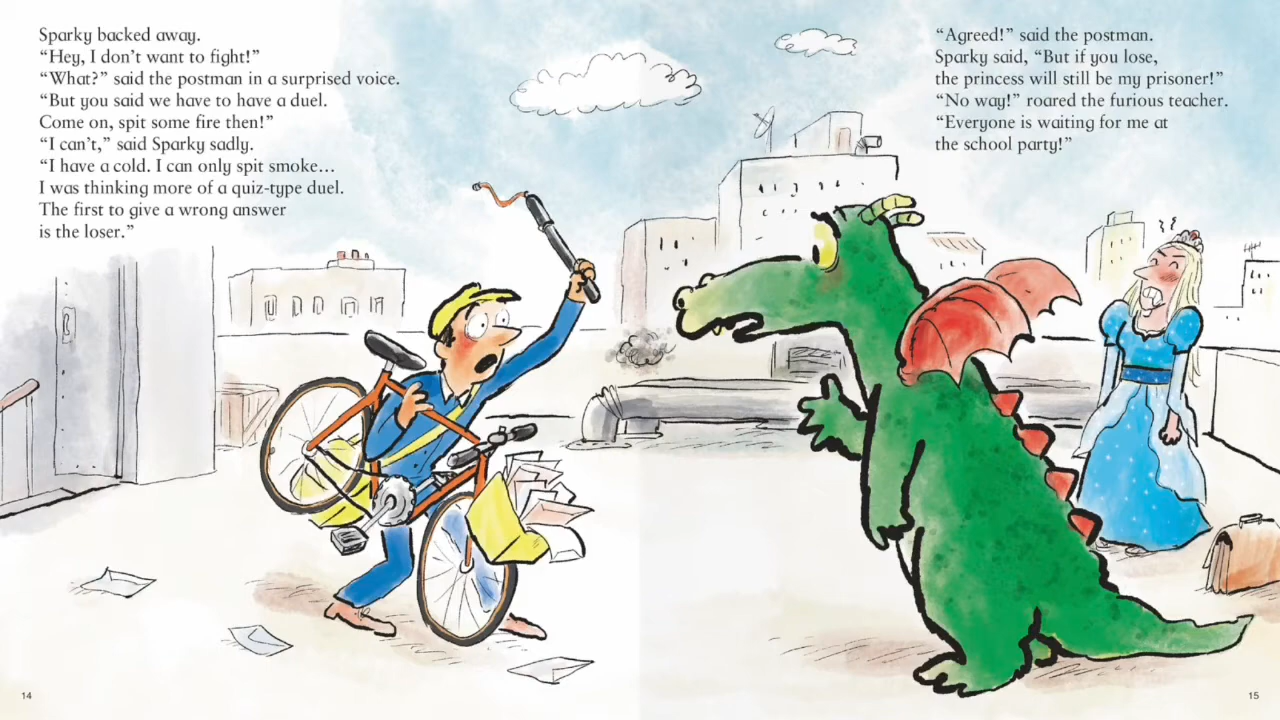 Sparky backed away.
“Hey, I don’t want to fight!”
“What?” said the postman in a surprised voice.
“But you said we have to have a duel.
Come on, spit some fire then!”
“I can’t,” said Sparky sadly.
“I have a cold. I can only spit smoke…
I was thinking more of a quiz-type duel.
The first to give a wrong answer
is the loser.”
“Agreed!” said the postman.
Sparky said, “But if you lose,
the princess will still be my prisoner!”
“No way!” roared the furious teacher.
“Everyone is waiting for me at
the school party!”
14
15